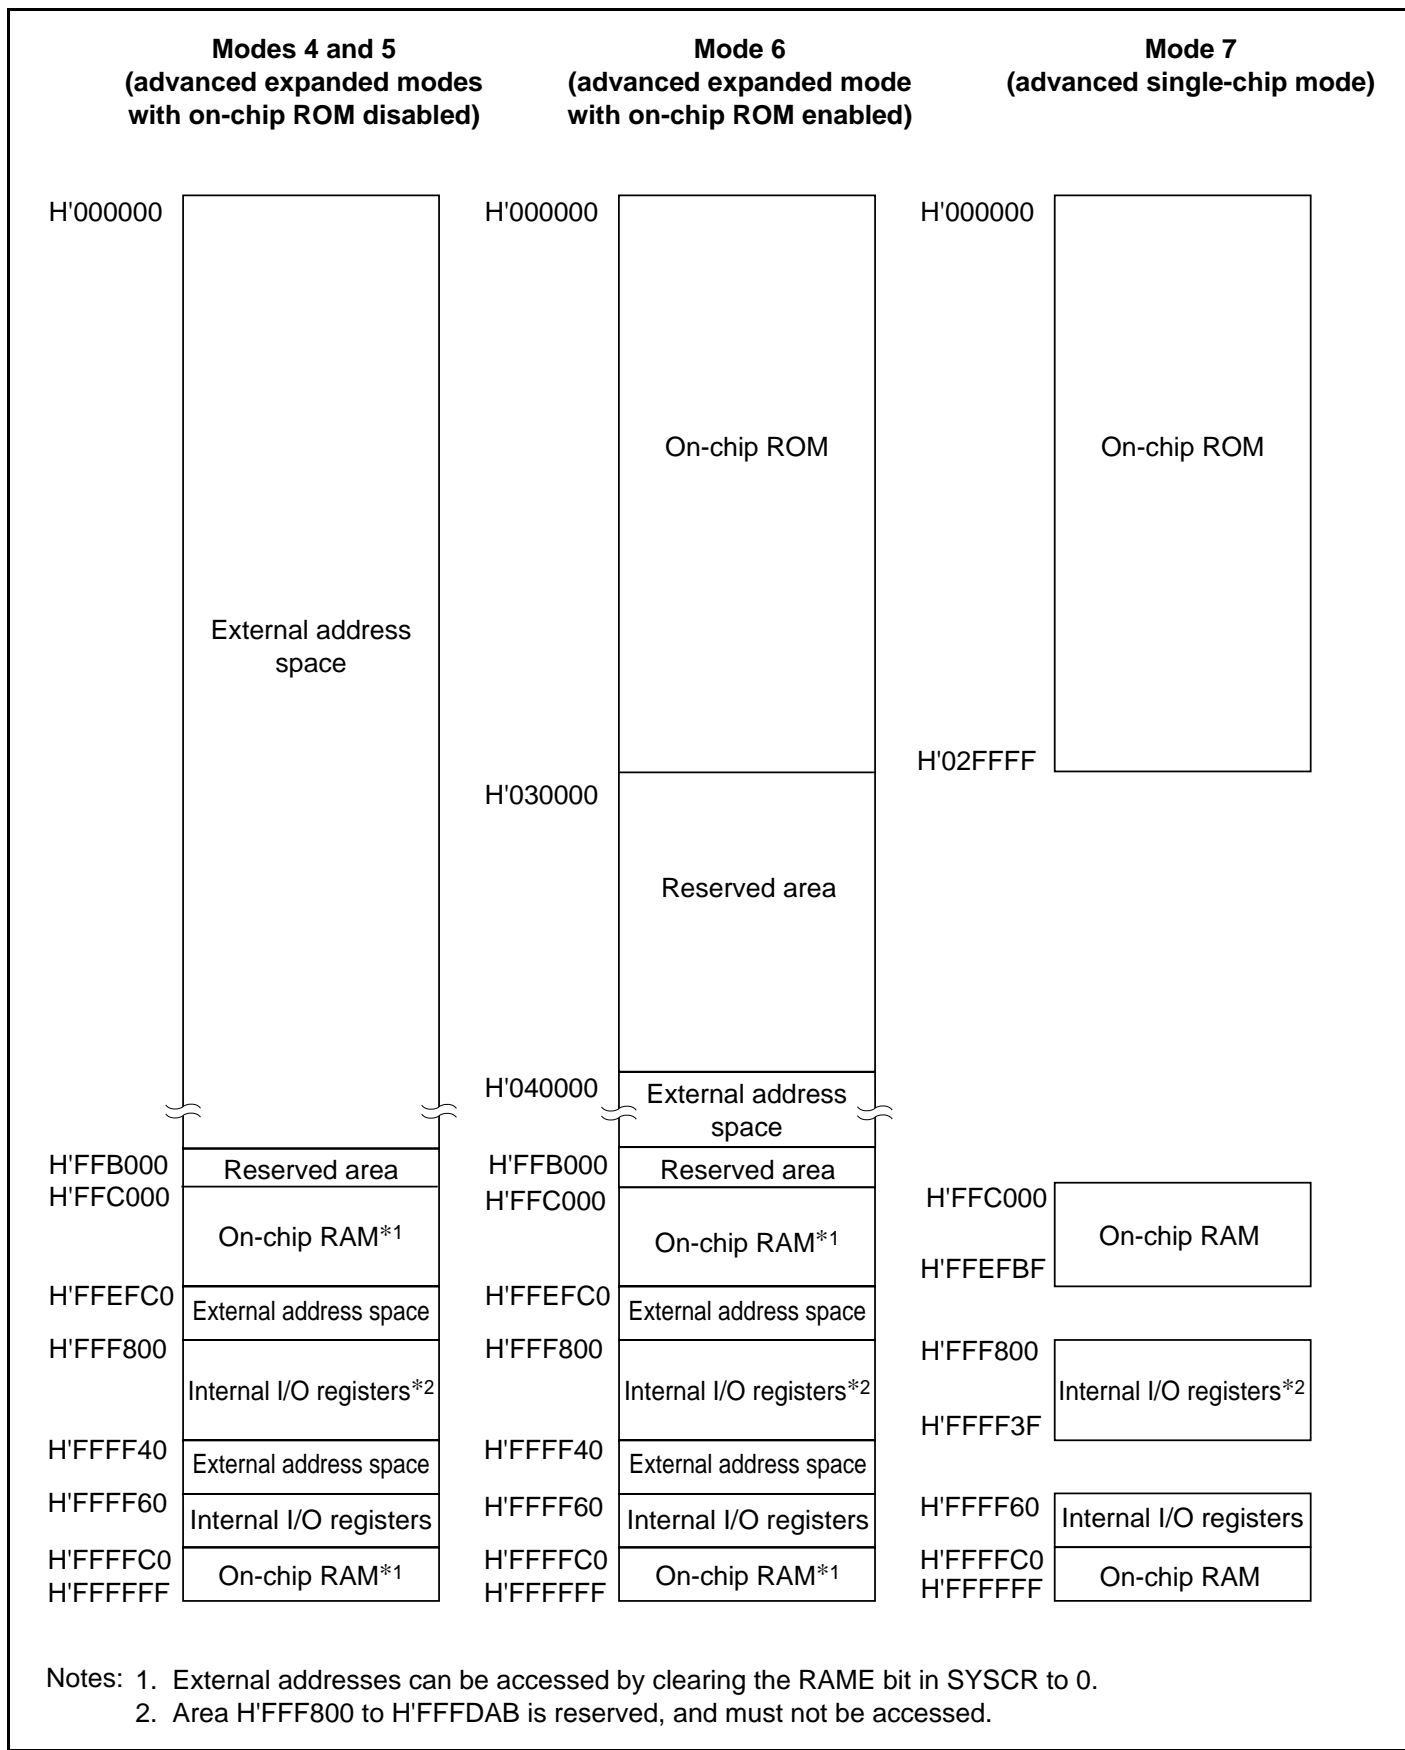 Modes 4 and 5
(advanced expanded modes
with on-chip ROM disabled)
Mode 6
(advanced expanded mode
with on-chip ROM enabled)
Mode 7
(advanced single-chip mode)
H'000000
External address
space
H'FFB000
Reserved area
H'FFC000
On-chip RAM*1
H'FFEFC0
External address space
H'FFF800
Internal I/O registers*2
H'FFFF40
External address space
H'FFFF60
Internal I/O registers
H'FFFFC0
On-chip RAM*1
H'FFFFFF
H'000000
On-chip ROM
H'030000
Reserved area
H'040000
External address
space
H'FFB000
Reserved area
H'FFC000
On-chip RAM*1
H'FFEFC0
External address space
H'FFF800
Internal I/O registers*2
H'FFFF40
External address space
H'FFFF60
Internal I/O registers
H'FFFFC0
On-chip RAM*1
H'FFFFFF
H'000000
On-chip ROM
H'02FFFF
H'FFC000
On-chip RAM
H'FFEFBF
H'FFF800
Internal I/O registers*2
H'FFFF3F
H'FFFF60
Internal I/O registers
H'FFFFC0
On-chip RAM
H'FFFFFF
Notes: 1. External addresses can be accessed by clearing the RAME bit in SYSCR to 0.
2. Area H'FFF800 to H'FFFDAB is reserved, and must not be accessed.